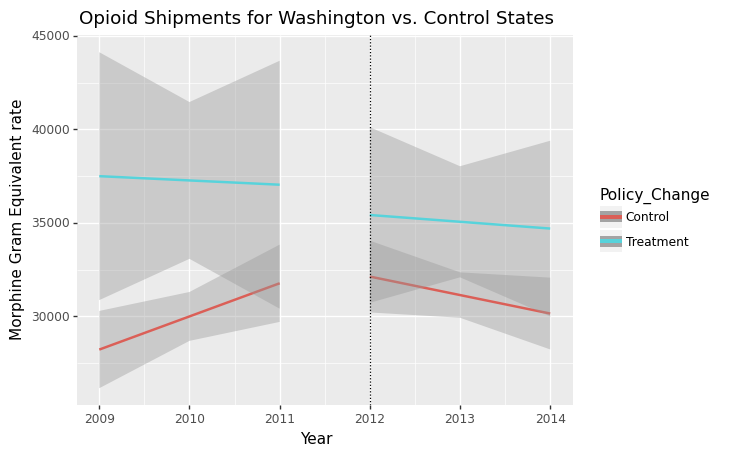 Opioid Shipments for Washington vs. Control States
Morphine Gram Equivalent rate
45000
40000
35000
30000
2009 2010 2011 2012 2013 2014
Year
Policy_Change
Control
Treatment